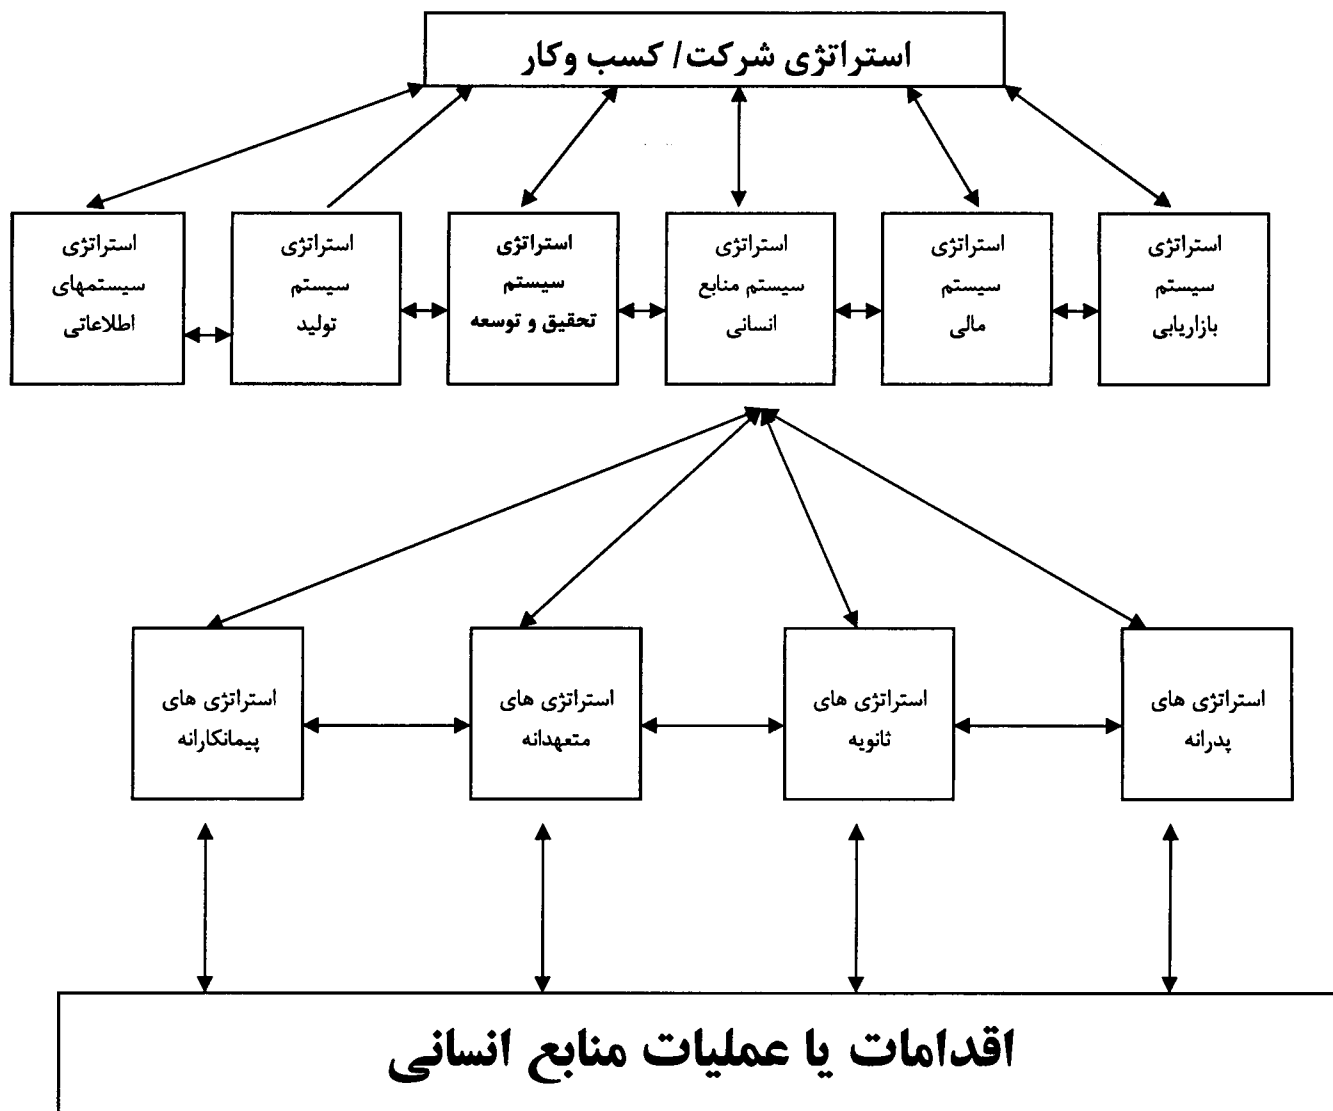 استراتژی شرکت/ کسب وکار
استراتژی
سیستم
بازاریابی
استراتژی
سیستم
مالی
استراتژی
سیستم منابع
انسانی
استراتژی
سیستم
تحقیق و توسعه
استراتژی
سیستم
تولید
استراتژی
سیستمهای
اطلاعاتی
استراتژی های
پدرانه
استراتژی های
ثانویه
استراتژی های
متعهدانه
استراتژی های
پیمانکارانه
اقدامات یا عملیات منابع انسانی